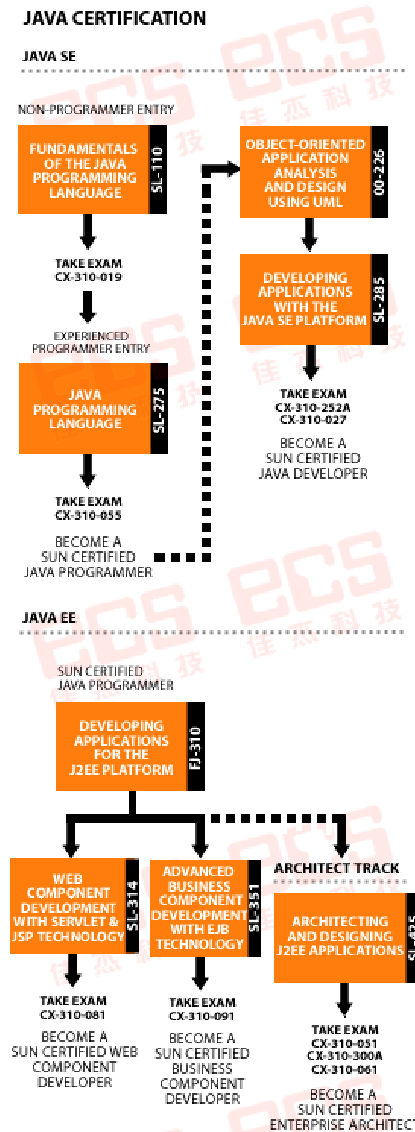 JAVA CERTIFICATION
JAVA SE
NON-PROGRAMMER ENTRY
FUNDAMENTALS
OF THE JAVA
PROGRAMMING
LANGUAGE
SL-110
TAKE EXAM
CX-310-019
EXPERIENCED
PROGRAMMER ENTRY
JAVA
PROGRAMMING
LANGUAGE
SL-275
TAKE EXAM
CX-310-055
BECOME A
SUN CERTIFIED
JAVA PROGRAMMER
OBJECT-ORIENTED
APPLICATION
ANALYSIS
AND DESIGN
USING UML
00-226
DEVELOPING
APPLICATIONS
WITH THE
JAVA SE PLATFORM
SL-285
TAKE EXAM
CX-310-252A
CX-310-027
BECOME A
SUN CERTIFIED
JAVA DEVELOPER
JAVA EE
SUN CERTIFIED
JAVA PROGRAMMER
DEVELOPING
APPLICATIONS
FOR THE
J2EE PLATFORM
FJ-310
WEB
COMPONENT
DEVELOPMENT
WITH SERVLET &
JSP TECHNOLOGY
SL-314
TAKE EXAM
CX-310-081
BECOME A
SUN CERTIFIED WEB
COMPONENT
DEVELOPER
ADVANCED
BUSINESS
COMPONENT
DEVELOPMENT
WITH EJB
TECHNOLOGY
SL-351
TAKE EXAM
CX-310-091
BECOME A
SUN CERTIFIED
BUSINESS
COMPONENT
DEVELOPER
ARCHITECT TRACK
ARCHITECTING
AND DESIGNING
J2EE APPLICATIONS
SL-425
TAKE EXAM
CX-310-051
CX-310-300A
CX-310-061
BECOME A
SUN CERTIFIED
ENTERPRISE ARCHITECT
ecs
佳杰科技